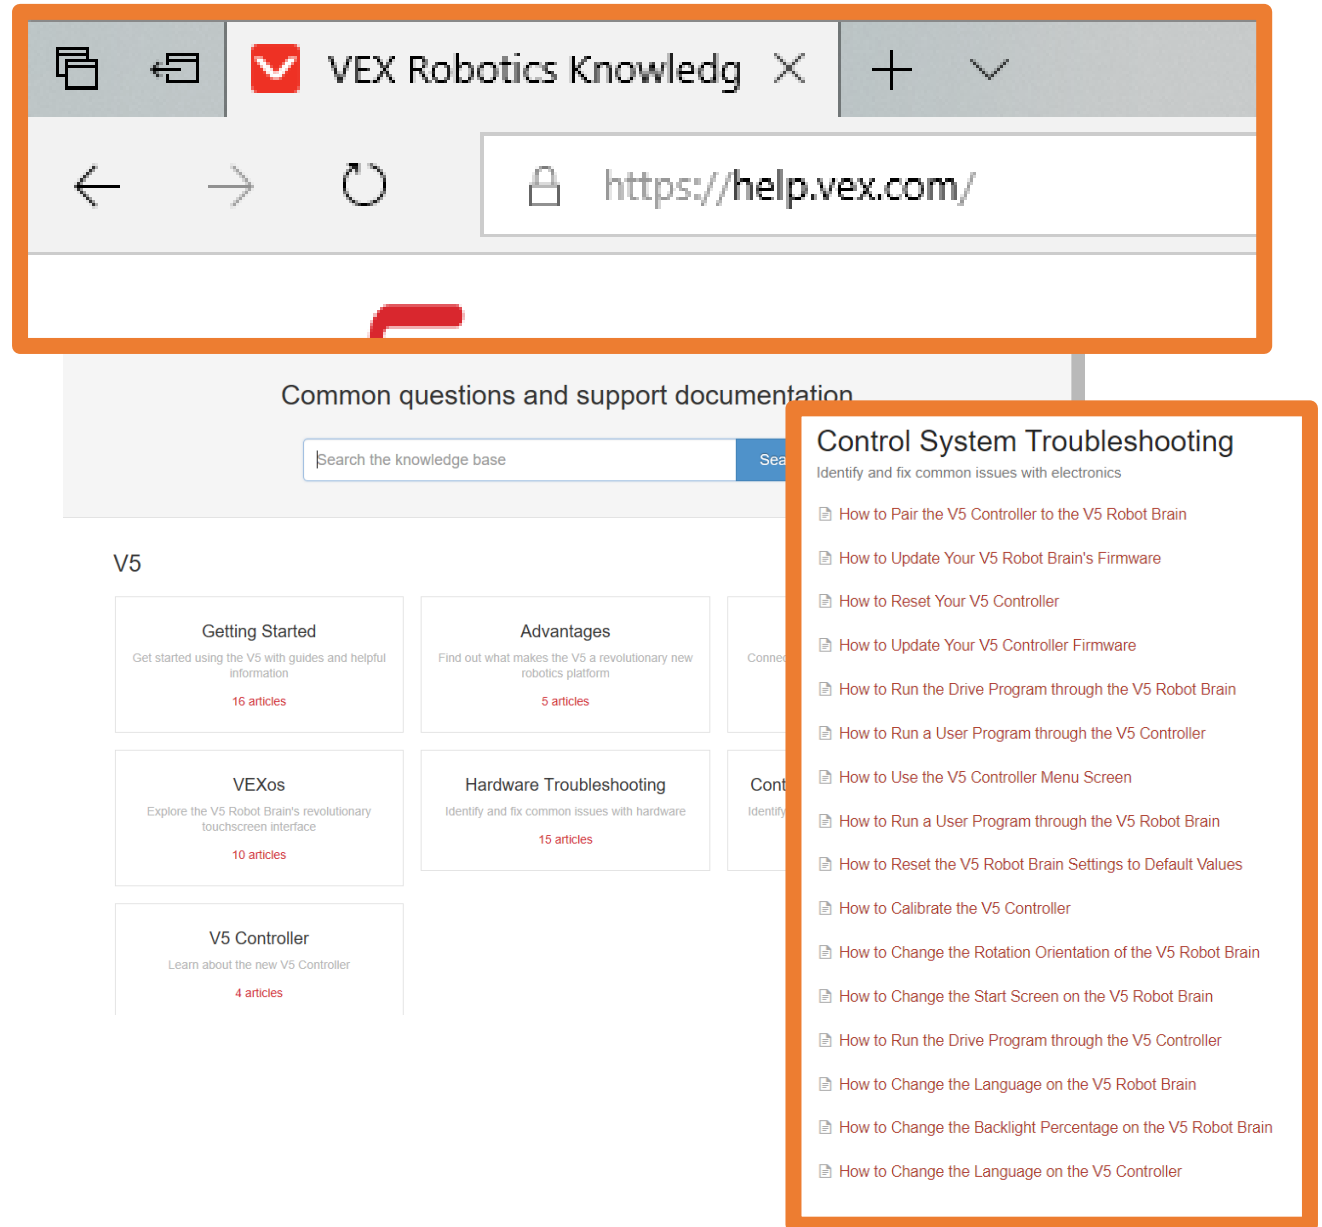 VEX Robotics Knowledg
https://help.vex.com/
Common questions and support documentation
Search the knowledge base
Sea
V5
Getting Started
Get started using the V5 with guides and helpful
information
16 articles
Advantages
Find out what makes the V5 a revolutionary new
robotics platform
5 articles
Connec
VEXos
Explore the V5 Robot Brain's revolutionary
touchscreen interface
10 articles
Hardware Troubleshooting
Identify and fix common issues with hardware
15 articles
Cont
Identify
V5 Controller
Learn about the new V5 Controller
4 articles
Control System Troubleshooting
Identify and fix common issues with electronics
How to Pair the V5 Controller to the V5 Robot Brain
How to Update Your V5 Robot Brain's Firmware
How to Reset Your V5 Controller
How to Update Your V5 Controller Firmware
How to Run the Drive Program through the V5 Robot Brain
How to Run a User Program through the V5 Controller
How to Use the V5 Controller Menu Screen
How to Run a User Program through the V5 Robot Brain
How to Reset the V5 Robot Brain Settings to Default Values
How to Calibrate the V5 Controller
How to Change the Rotation Orientation of the V5 Robot Brain
How to Change the Start Screen on the V5 Robot Brain
How to Run the Drive Program through the V5 Controller
How to Change the Language on the V5 Robot Brain
How to Change the Backlight Percentage on the V5 Robot Brain
How to Change the Language on the V5 Controller